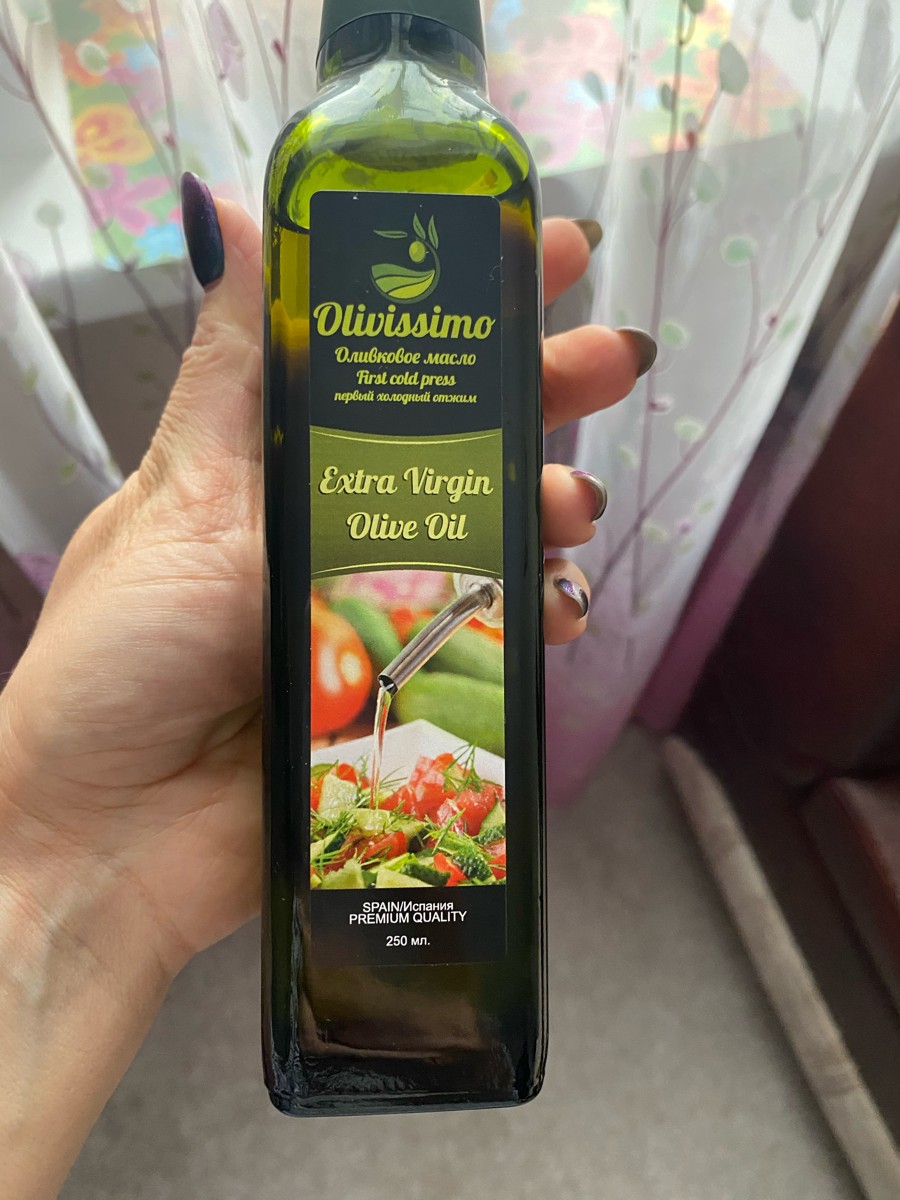 Olivissimo
Оливковое масло
First cold press
первый холодный отжим
Extra Virgin
Olive Oil
SPAIN/Испания
PREMIUM QUALITY
250 мл.